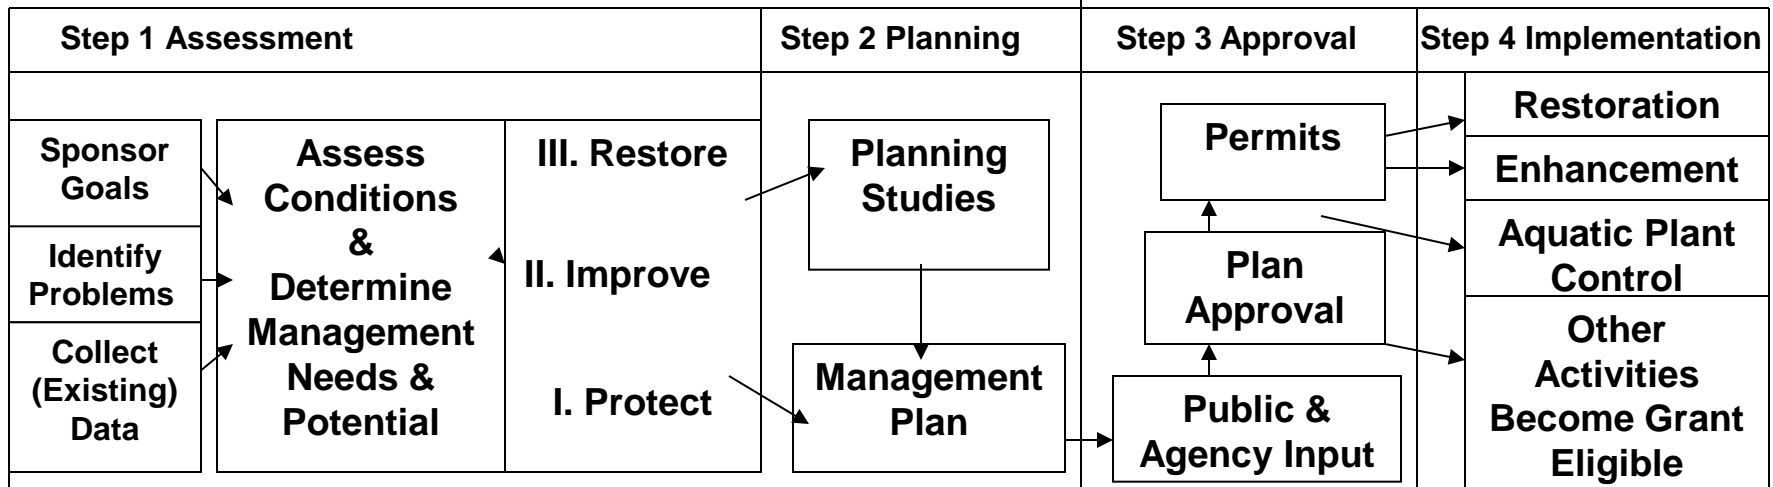 Step 1 Assessment
Step 2 Planning
Step 3 Approval
Step 4 Implementation
Sponsor
Goals
Identify
Problems
Collect
(Existing)
Data
Assess
Conditions
&
Determine
Management
Needs &
Potential
III. Restore
II. Improve
I. Protect
Planning
Studies
Management
Plan
Permits
Plan
Approval
Public &
Agency Input
Restoration
Enhancement
Aquatic Plant
Control
Other
Activities
Become Grant
Eligible